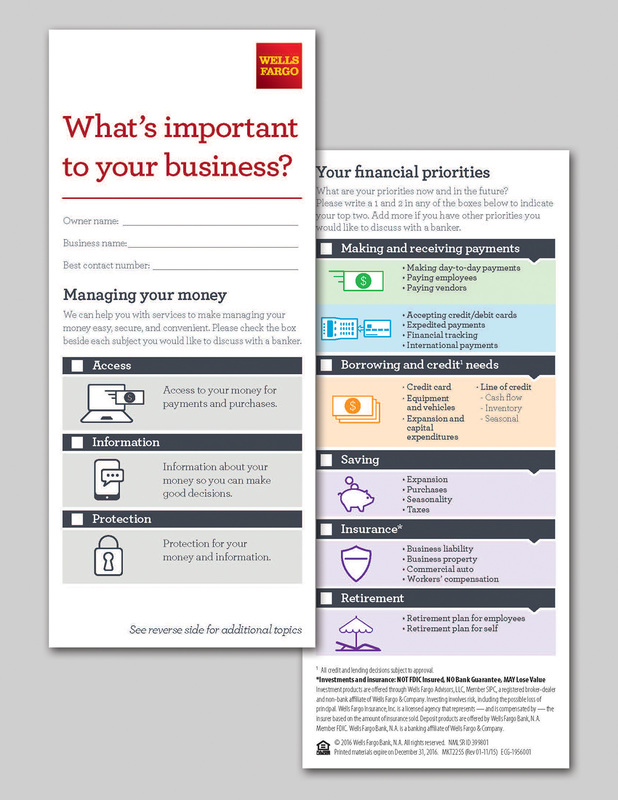 WELLS
FARGO
What's important
to your business?
Owner name:
Business name:
Best contact number:
Managing your money
We can help you with services to make managing your
money easy, secure, and convenient. Please check the box
beside each subject you would like to discuss with a banker.
Access
Access to your money for
payments and purchases.
Information
Information about your
money so you can make
good decisions.
Protection
Protection for your
money and information.
See reverse side for additional topics
Your financial priorities
What are your priorities now and in the future?
Please write a 1 and 2 in any of the boxes below to indicate
your top two. Add more if you have other priorities you
would like to discuss with a banker.
Making and receiving payments
$
• Making day-to-day payments
• Paying employees
• Paying vendors
• Accepting credit/debit cards
• Expedited payments
• Financial tracking
• International payments
Borrowing and credit¹ needs
$
• Credit card
• Equipment
and vehicles
• Expansion and
capital
expenditures
• Line of credit
- Cash flow
- Inventory
- Seasonal
Saving
• Expansion
• Purchases
• Seasonality
• Taxes
Insurance*
• Business liability
• Business property
• Commercial auto
• Workers' compensation
Retirement
• Retirement plan for employees
• Retirement plan for self
¹ All credit and lending decisions subject to approval.
*Investments and insurance: NOT FDIC Insured, NO Bank Guarantee, MAY Lose Value
Investment products are offered through Wells Fargo Advisors, LLC, Member SIPC, a registered broker-dealer
and non-bank affiliate of Wells Fargo & Company. Investing involves risk, including the possible loss of
principal. Wells Fargo Insurance, Inc. is a licensed agency that represents — and is compensated by — the
insurer based on the amount of insurance sold. Deposit products are offered by Wells Fargo Bank, N.A.
Member FDIC. Wells Fargo Bank, N.A. is a banking affiliate of Wells Fargo & Company.
© 2016 Wells Fargo Bank, N.A. All rights reserved. NMLSR ID 399801
Printed materials expire on December 31, 2016. MKT2255 (Rev 01-11/15) ECG-1956001